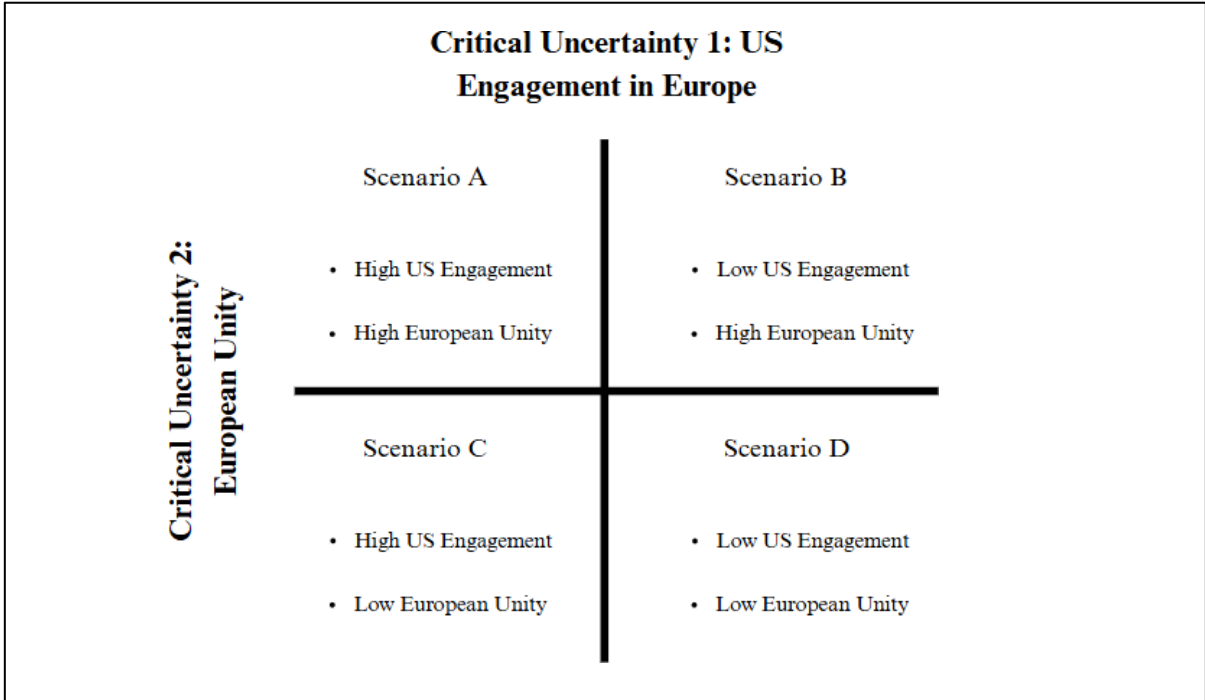 Critical Uncertainty 1: US
Engagement in Europe
Critical Uncertainty 2:
European Unity
Scenario A
• High US Engagement
• High European Unity
Scenario B
• Low US Engagement
• High European Unity
Scenario C
• High US Engagement
• Low European Unity
Scenario D
• Low US Engagement
• Low European Unity